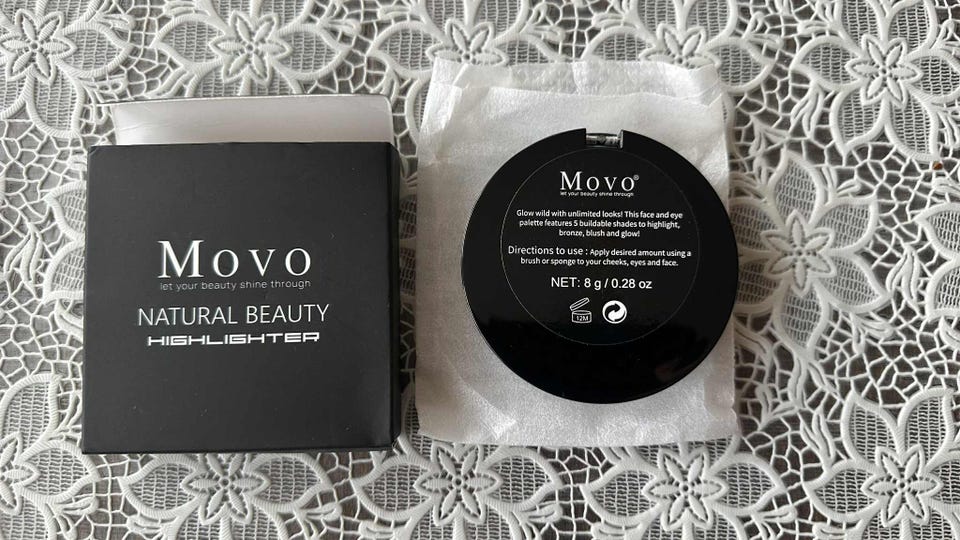 Movo
let your beauty shine through
NATURAL BEAUTY
HIGHLIGHTER
Movo®
let your beauty shine through
Glow wild with unlimited looks! This face and eye
palette features 5 buildable shades to highlight,
bronze, blush and glow!
Directions to use : Apply desired amount using a
brush or sponge to your cheeks, eyes and face.
NET: 8 g / 0.28 oz
12M